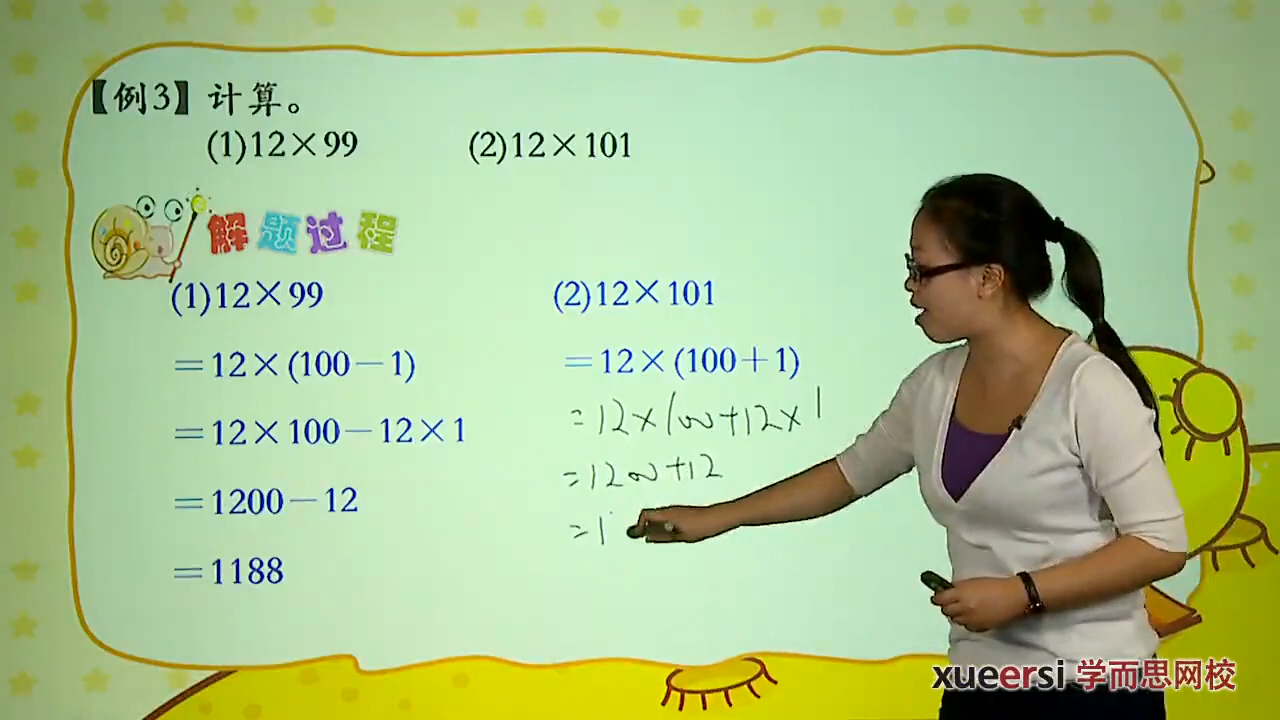 【例3】计算。
(1)12×99 (2)12×101
解题过程
(1)12×99 (2)12×101
=12×(100-1) =12×(100+1)
=12×100-12×1 =12×100+12×1
=1200-12 =1200+12
=1188 =1
xueersi 学而思网校